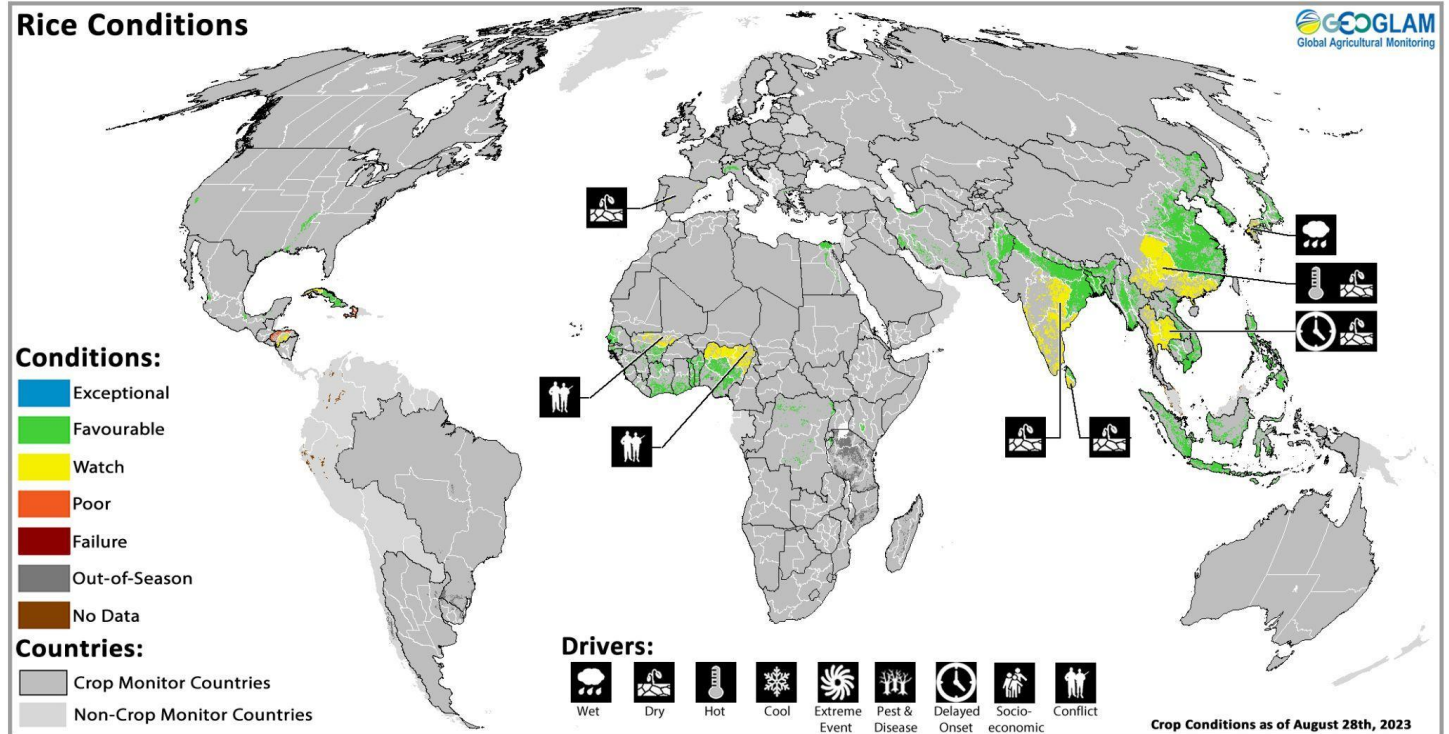 Rice Conditions
GEOGLAM
Global Agricultural Monitoring
Conditions:
Exceptional
Favourable
Watch
Poor
Failure
Out-of-Season
No Data
Countries:
Crop Monitor Countries
Non-Crop Monitor Countries
Drivers:
Wet
Dry
Hot
Cool
Extreme
Event
Pest &
Disease
Delayed
Onset
Socio-
economic
Conflict
Crop Conditions as of August 28th, 2023